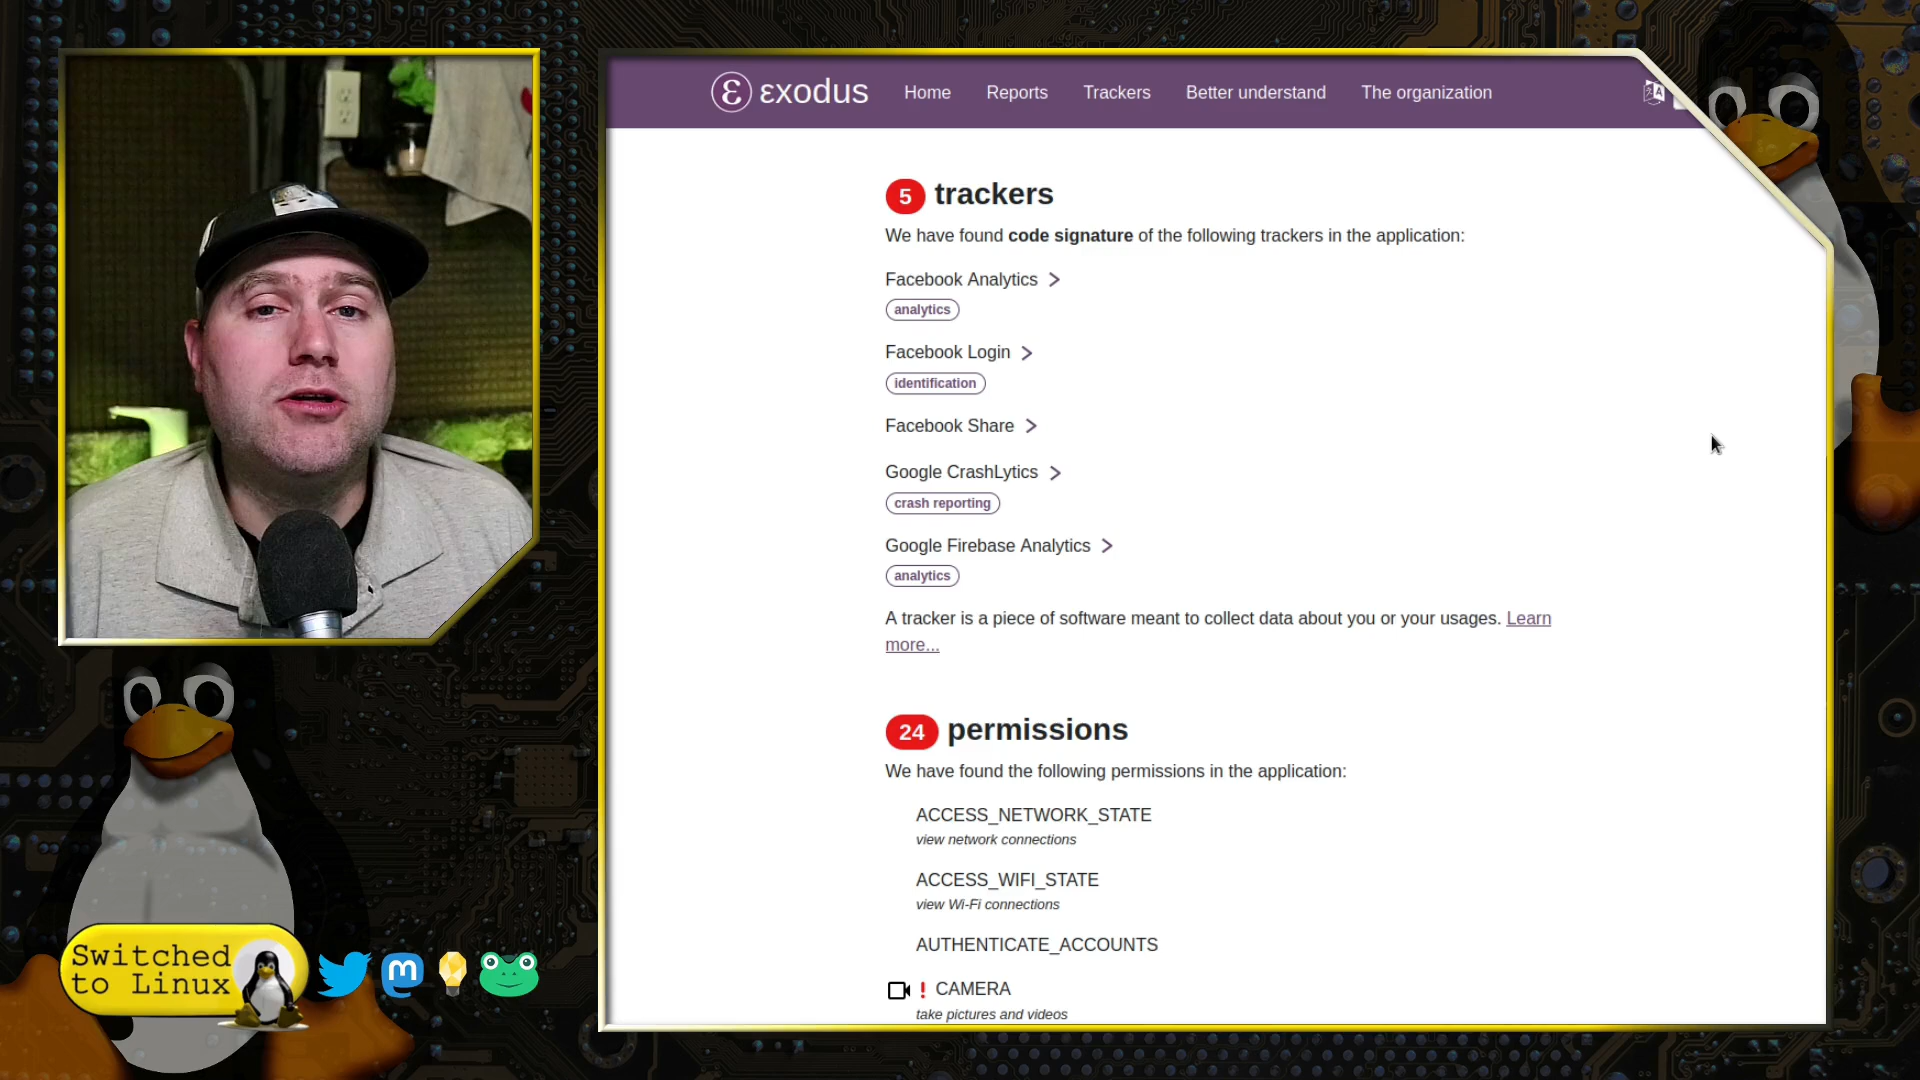 εxodus
Home
Reports
Trackers
Better understand
The organization
5 trackers
We have found code signature of the following trackers in the application:
Facebook Analytics
analytics
Facebook Login
identification
Facebook Share
Google CrashLytics
crash reporting
Google Firebase Analytics
analytics
A tracker is a piece of software meant to collect data about you or your usages. Learn
more...
24 permissions
We have found the following permissions in the application:
ACCESS_NETWORK_STATE
view network connections
ACCESS_WIFI_STATE
view Wi-Fi connections
AUTHENTICATE_ACCOUNTS
! CAMERA
take pictures and videos
Switched
to Linux